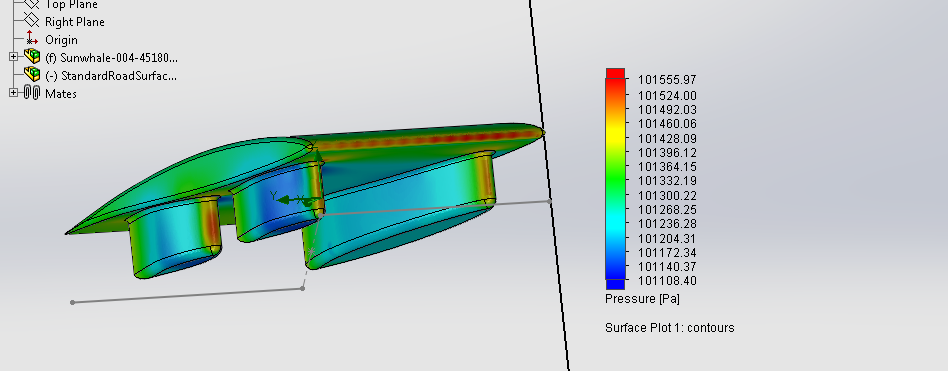 Top Plane
Right Plane
Origin
(f) Sunwhale-004-45180...
(-) StandardRoadSurfac...
Mates
Y
X
101555.97
101524.00
101492.03
101460.06
101428.09
101396.12
101364.15
101332.19
101300.22
101268.25
101236.28
101204.31
101172.34
101140.37
101108.40
Pressure [Pa]
Surface Plot 1: contours